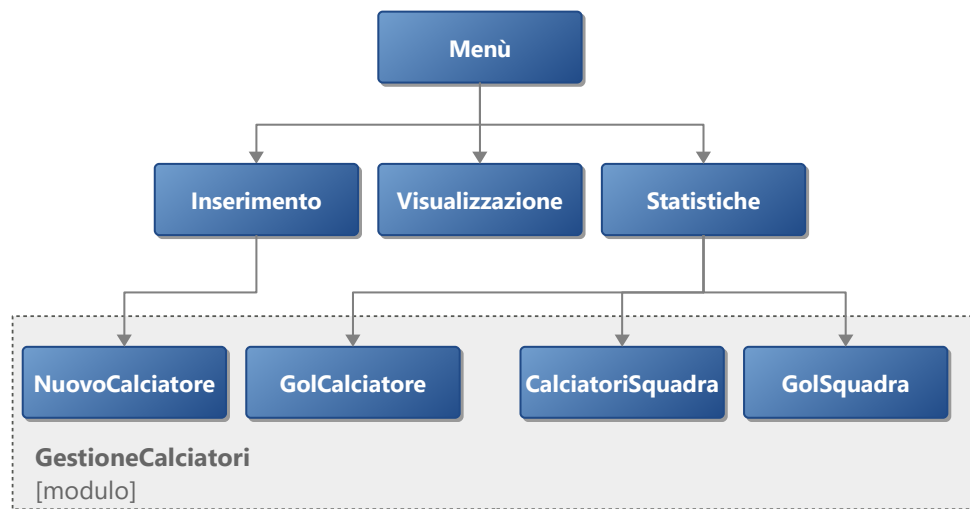 Menù
Inserimento
Visualizzazione
Statistiche
NuovoCalciatore
GolCalciatore
CalciatoriSquadra
GolSquadra
GestioneCalciatori
[modulo]